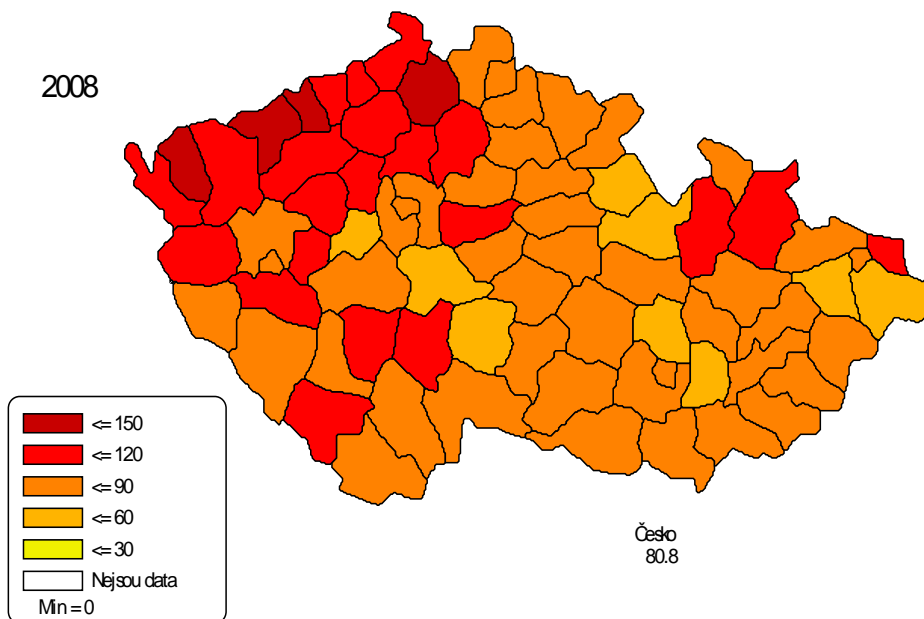 2008
<= 150
<= 120
<= 90
<= 60
<= 30
Nejsou data
Min = 0
Česko
80.8